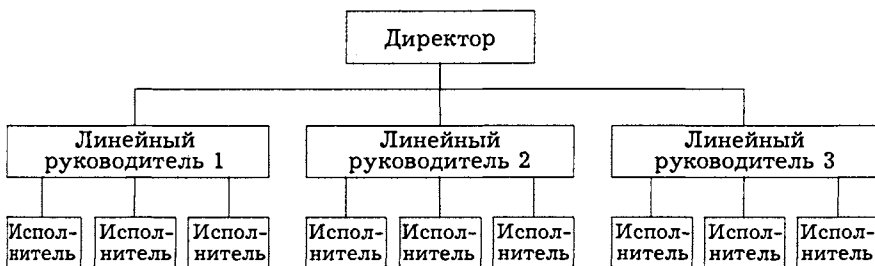 Директор
Линейный Линейный Линейный
руководитель 1 руководитель 2 руководитель 3
Испол- Испол- Испол- Испол- Испол- Испол- Испол- Испол- Испол-
нитель нитель нитель нитель нитель нитель нитель нитель нитель